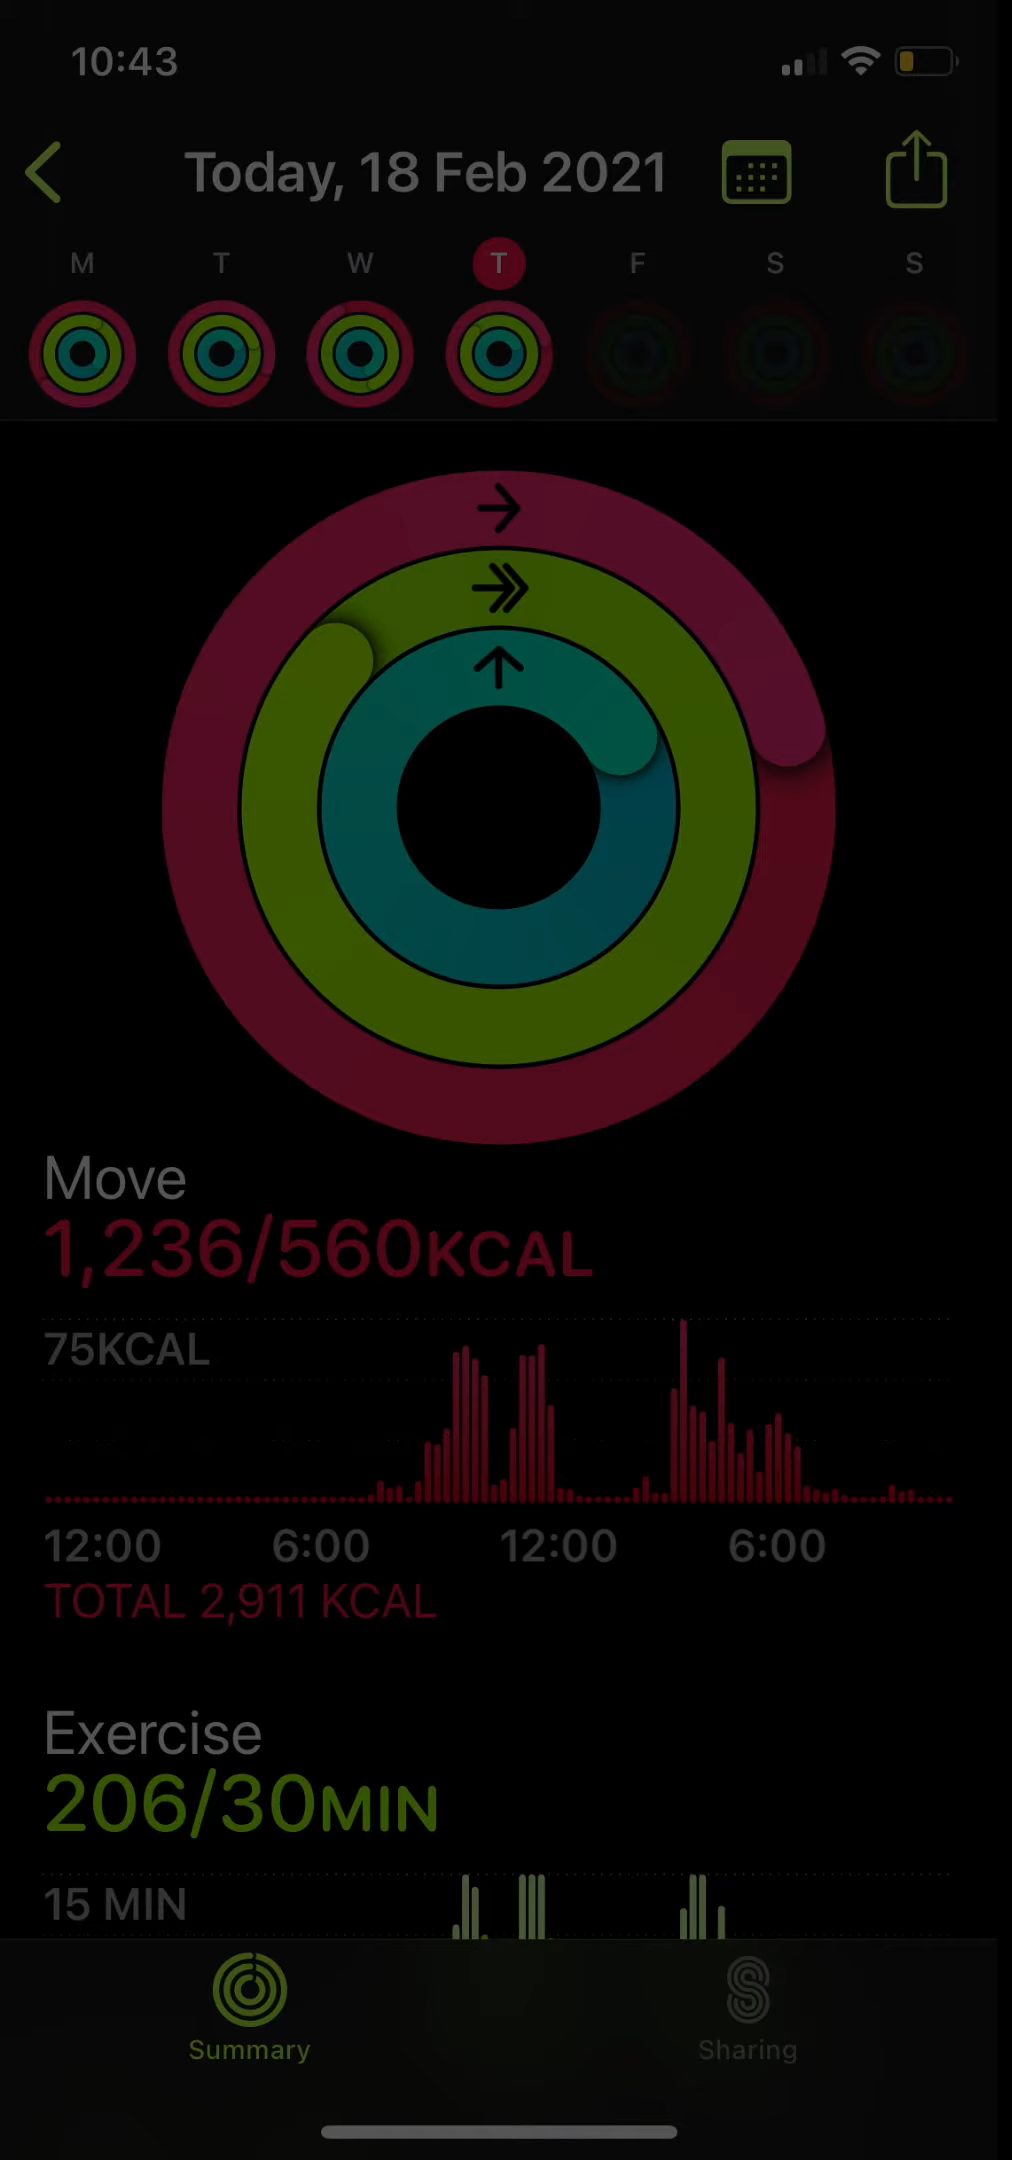 10:43
Today, 18 Feb 2021
M T W T F S S
Move
1,236/560KCAL
75KCAL
12:00 6:00 12:00 6:00
TOTAL 2,911 KCAL
Exercise
206/30MIN
15 MIN
Summary Sharing